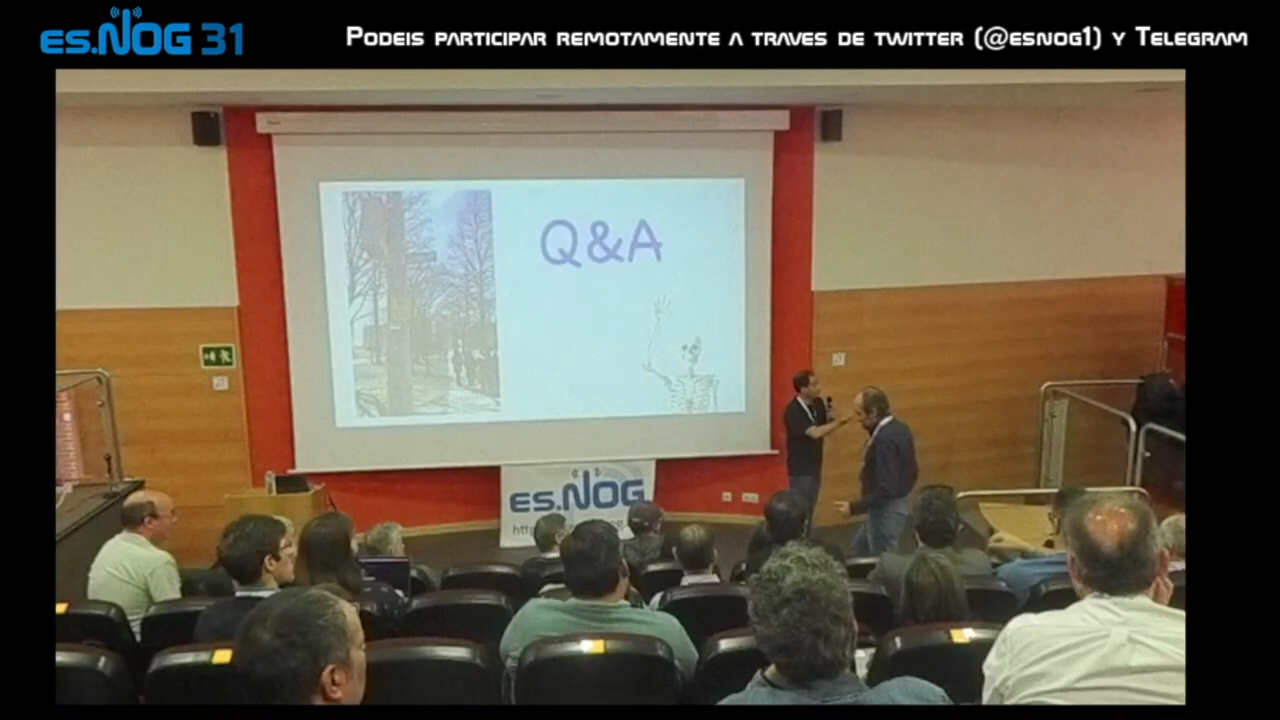 es.NOG 31
PODEIS PARTICIPAR REMOTAMENTE A TRAVES DE TWITTER (@ESNOG1) Y TELEGRAM
Q&A
es.NOG